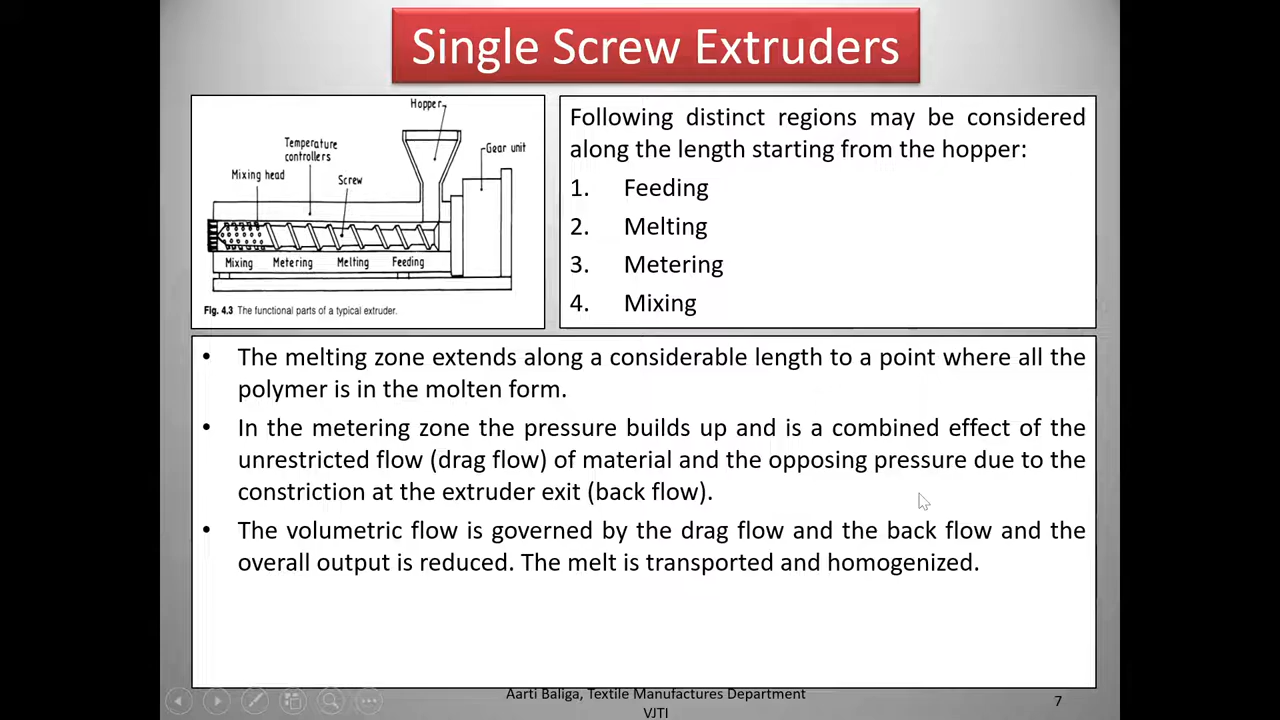 Single Screw Extruders
Hopper
Temperature
controllers
Gear unit
Mixing head
Screw
Mixing Metering Melting Feeding
Fig. 4.3 The functional parts of a typical extruder.
Following distinct regions may be considered
along the length starting from the hopper:
1. Feeding
2. Melting
3. Metering
4. Mixing
• The melting zone extends along a considerable length to a point where all the
polymer is in the molten form.
• In the metering zone the pressure builds up and is a combined effect of the
unrestricted flow (drag flow) of material and the opposing pressure due to the
constriction at the extruder exit (back flow).
• The volumetric flow is governed by the drag flow and the back flow and the
overall output is reduced. The melt is transported and homogenized.
Aarti Baliga, Textile Manufactures Department
VJTI
7